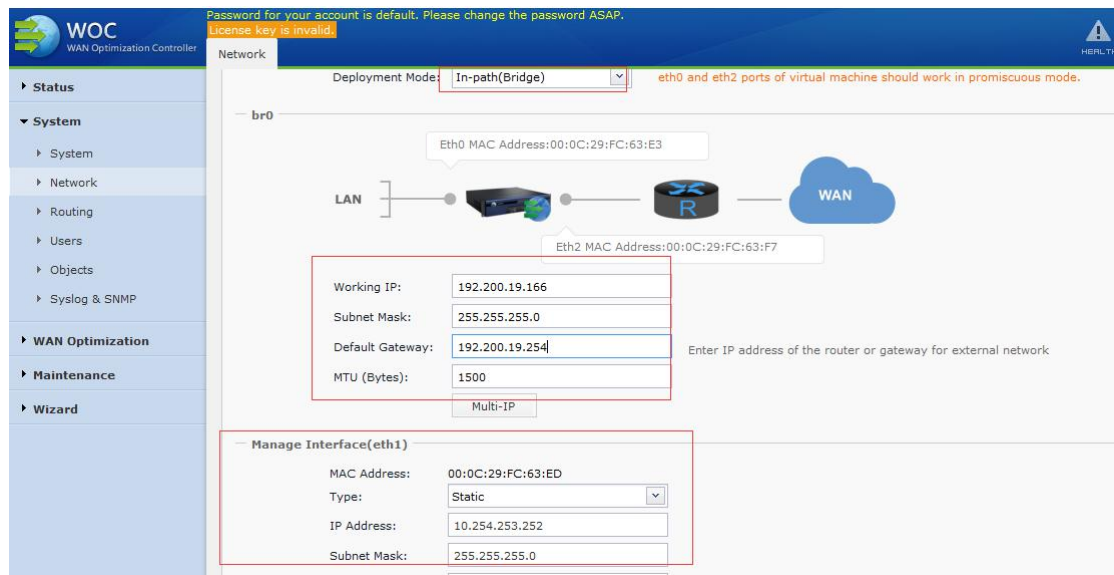 WOC
WAN Optimization Controller
Password for your account is default. Please change the password ASAP.
License key is invalid.
Network
Status
System
System
Network
Routing
Users
Objects
Syslog & SNMP
WAN Optimization
Maintenance
Wizard
Deployment Mode: In-path(Bridge) eth0 and eth2 ports of virtual machine should work in promiscuous mode.
br0
Eth0 MAC Address:00:0C:29:FC:63:E3
LAN
R
WAN
Eth2 MAC Address:00:0C:29:FC:63:F7
Working IP: 192.200.19.166
Subnet Mask: 255.255.255.0
Default Gateway: 192.200.19.254 Enter IP address of the router or gateway for external network
MTU (Bytes): 1500
Multi-IP
Manage Interface(eth1)
MAC Address: 00:0C:29:FC:63:ED
Type: Static
IP Address: 10.254.253.252
Subnet Mask: 255.255.255.0